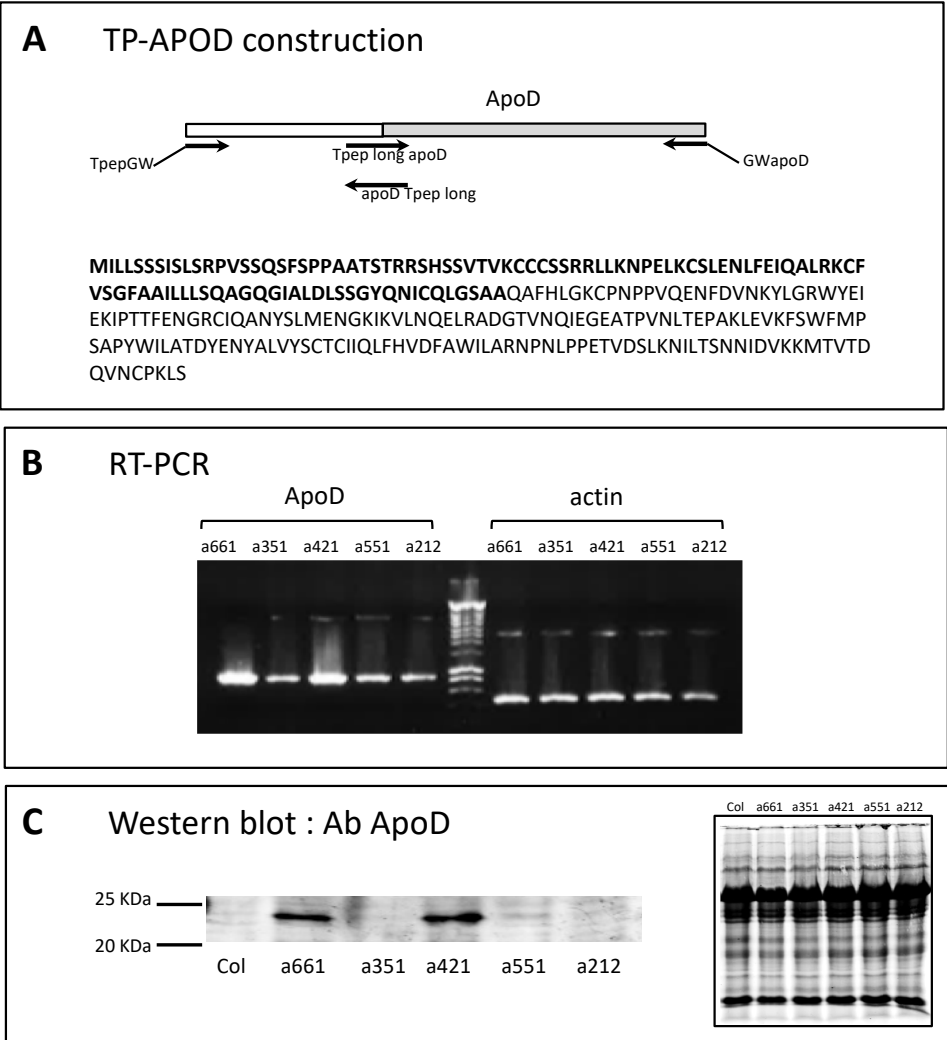 A TP-APOD construction
ApoD
TpepGW
Tpep long apoD
GWapoD
apoD Tpep long
MILLSSSISLSRPVSSQSFSPPAATSTRRSHSSVTVKCCCSSRRLLKNPELKCSLENLFEIQALRKCF
VSGFAAILLLSQAGQGIALDLSSGYQNICQLGSAAQAFHLGKCPNPPVQENFDVNKYLGRWYEI
EKIPTTFENGRCIQANYSLMENGKIKVLNQELRADGTVNQIEGEATPVNLTEPAKLEVKFSWFMP
SAPYWILATDYENYALVYSCTCIIQLFHVDFAWILARNPNLPPETVDSLKNILTSNNIDVKKMTVTD
QVNCPKLS
B RT-PCR
ApoD actin
a661 a351 a421 a551 a212 a661 a351 a421 a551 a212
C Western blot : Ab ApoD
25 KDa
20 KDa
Col a661 a351 a421 a551 a212
Col a661 a351 a421 a551 a212